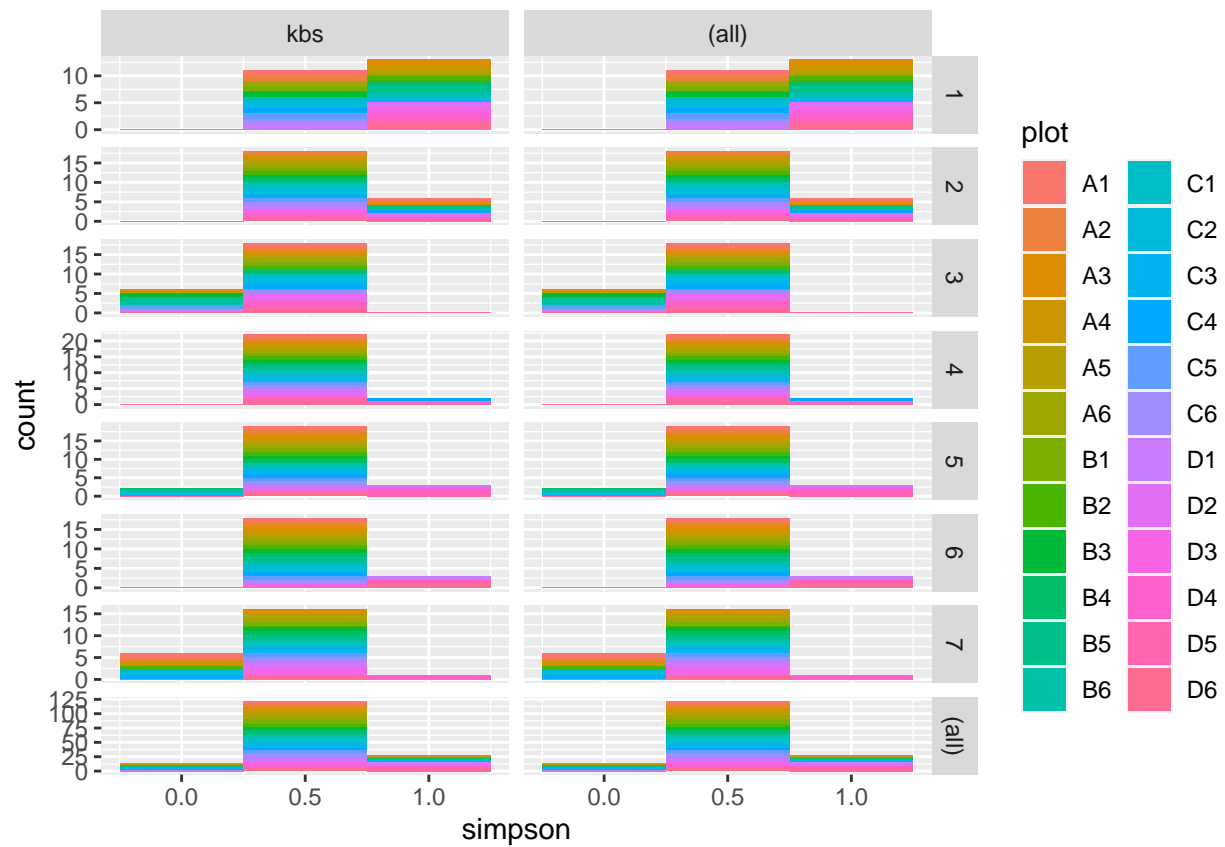 kbs (all)
10
5
0
1
15
10
5
0
2
15
10
5
0
3
20
15
10
5
0
4
15
10
5
0
5
15
10
5
0
6
15
10
5
0
7
125
100
75
50
25
0
(all)
0.0 0.5 1.0 0.0 0.5 1.0
simpson
count
plot
A1 C1
A2 C2
A3 C3
A4 C4
A5 C5
A6 C6
B1 D1
B2 D2
B3 D3
B4 D4
B5 D5
B6 D6